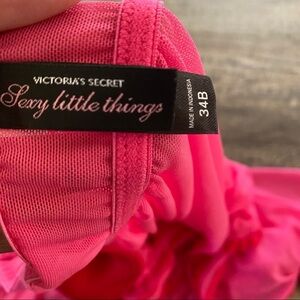 VICTORIA'S SECRET
Sexy little things
MADE IN INDONESIA
34B